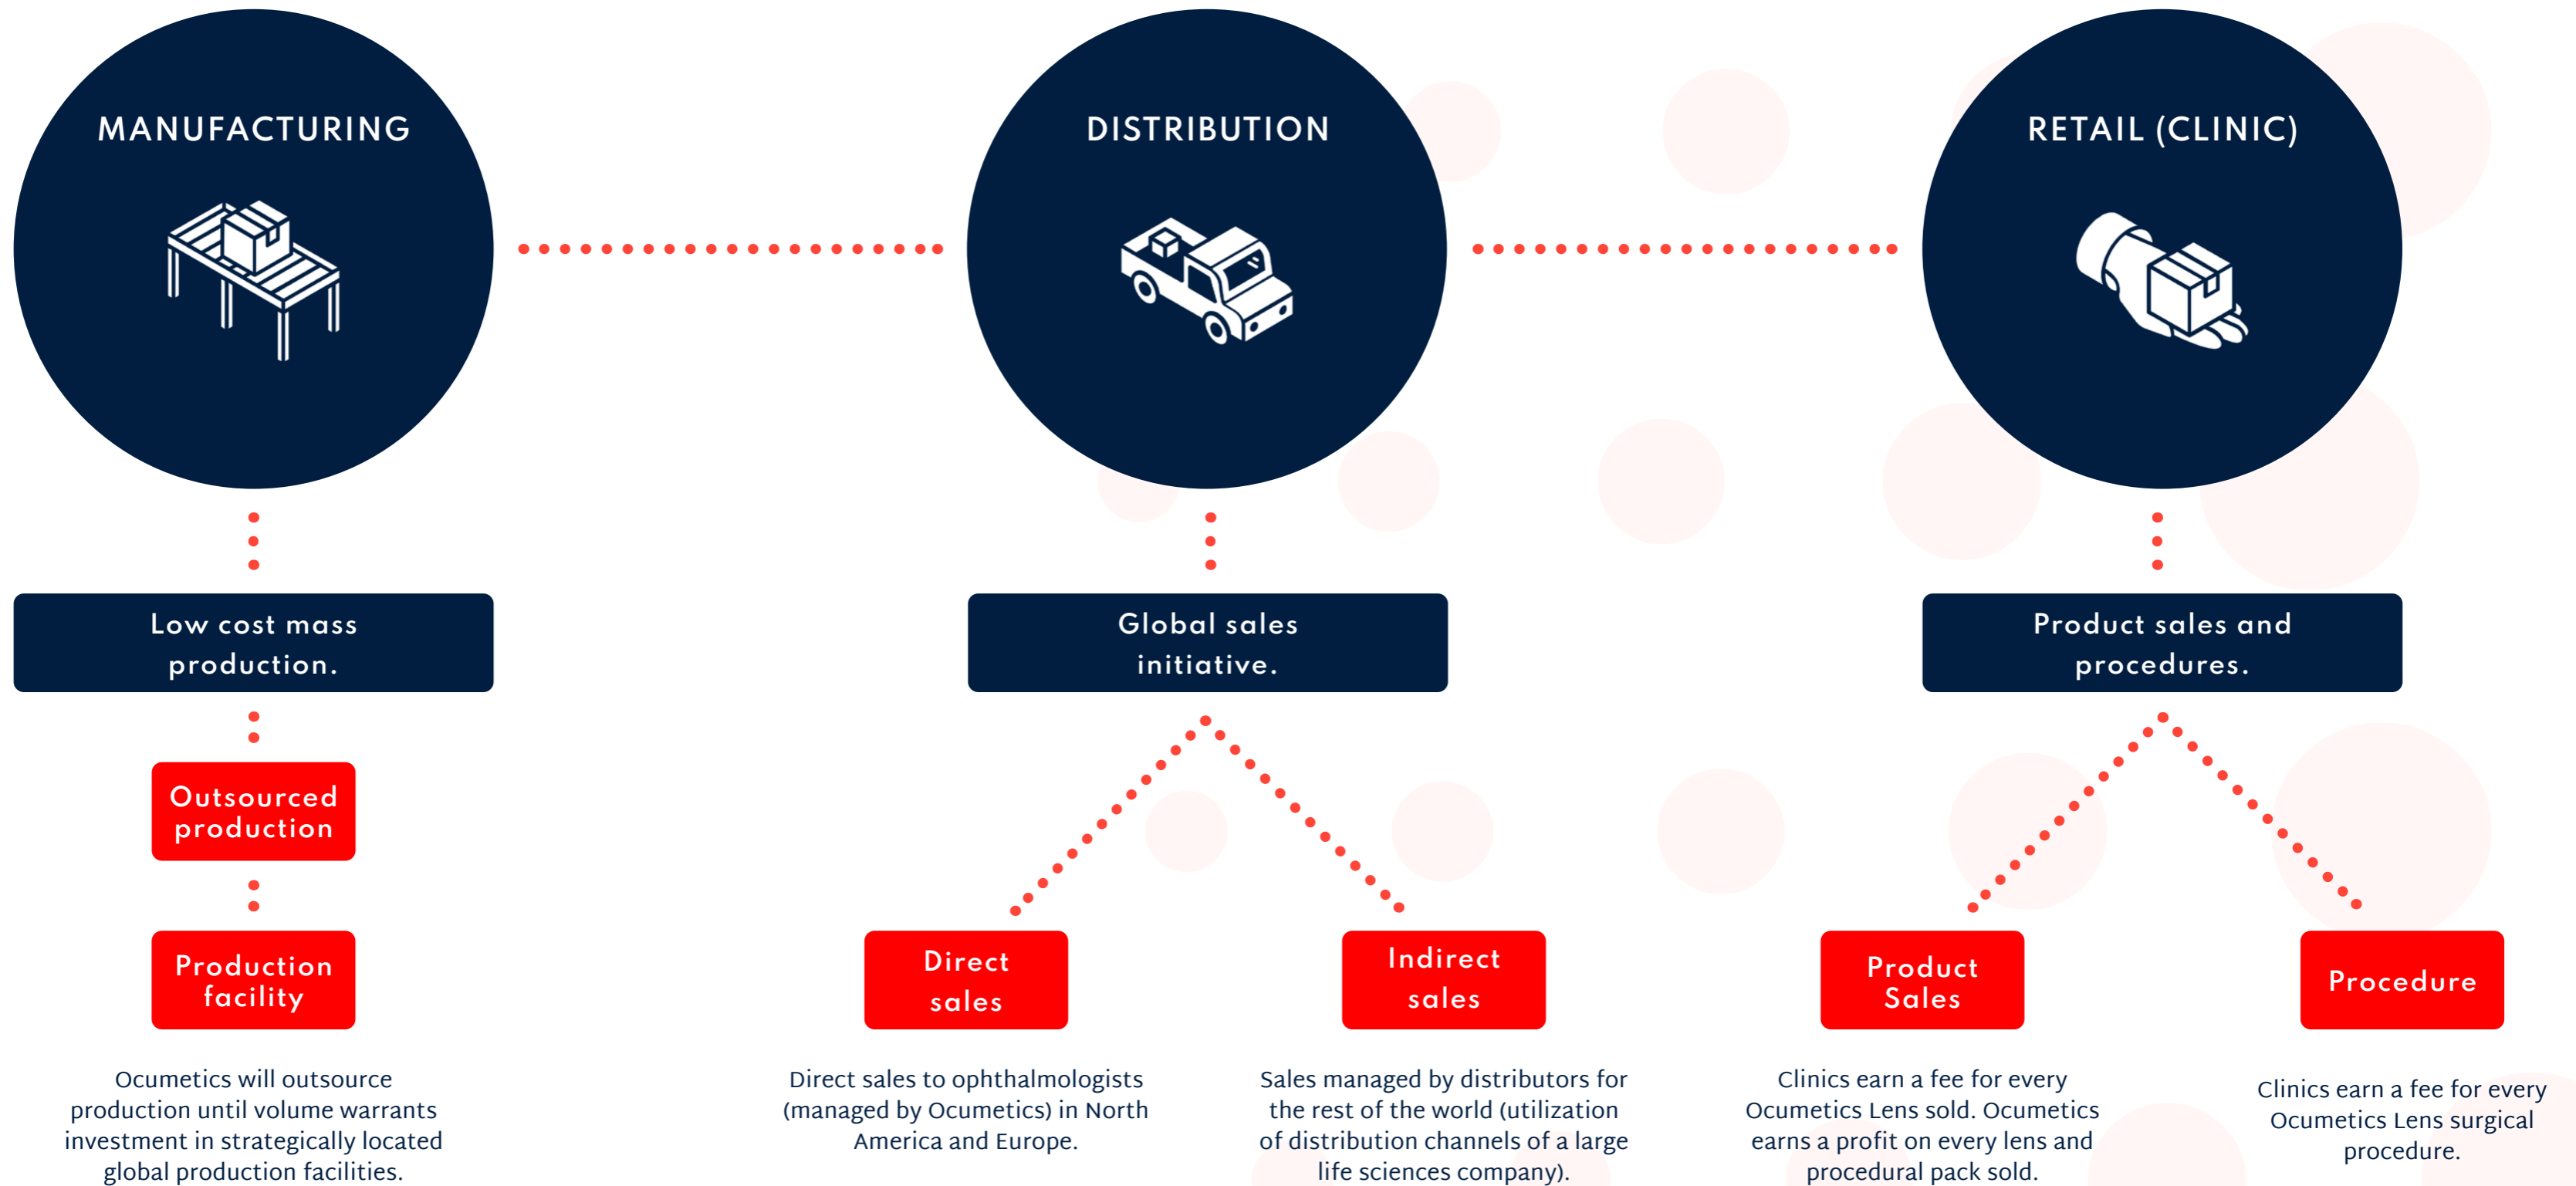 MANUFACTURING
Low cost mass
production.
Outsourced
production
Production
facility
Ocumetics will outsource
production until volume warrants
investment in strategically located
global production facilities.
DISTRIBUTION
Global sales
initiative.
Direct
sales
Direct sales to ophthalmologists
(managed by Ocumetics) in North
America and Europe.
Indirect
sales
Sales managed by distributors for
the rest of the world (utilization
of distribution channels of a large
life sciences company).
RETAIL (CLINIC)
Product sales and
procedures.
Product
Sales
Clinics earn a fee for every
Ocumetics Lens sold. Ocumetics
earns a profit on every lens and
procedural pack sold.
Procedure
Clinics earn a fee for every
Ocumetics Lens surgical
procedure.